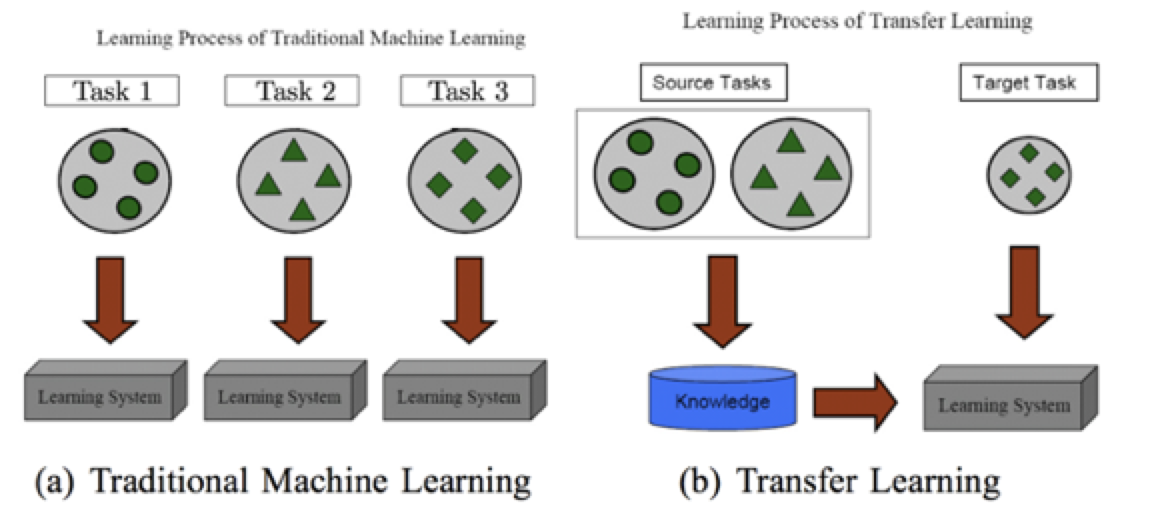 Learning Process of Traditional Machine Learning
Task 1
Task 2
Task 3
Learning System
Learning System
Learning System
(a) Traditional Machine Learning
Learning Process of Transfer Learning
Source Tasks
Target Task
Knowledge
Learning System
(b) Transfer Learning